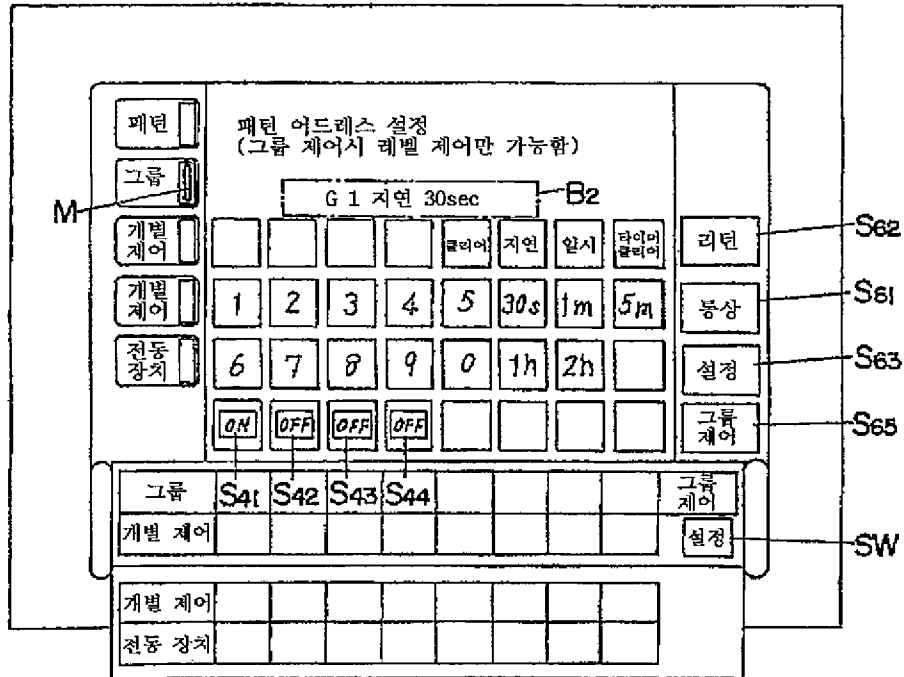 패턴
패턴 어드레스 설정
(그룹 제어시 레벨 제어만 가능함)
그룹
M
G 1 지연 30sec
B2
개별
제어
클리어 지연 일시 타이머
클리어
리턴
S62
개별
제어
1 2 3 4 5 30s 1m 5m
통상
S61
전동
장치
6 7 8 9 0 1h 2h
설정
S63
ON OFF OFF OFF
그룹
제어
S65
그룹 S41 S42 S43 S44 그룹
제어
개별 제어 설정
SW
개별 제어
전동 장치